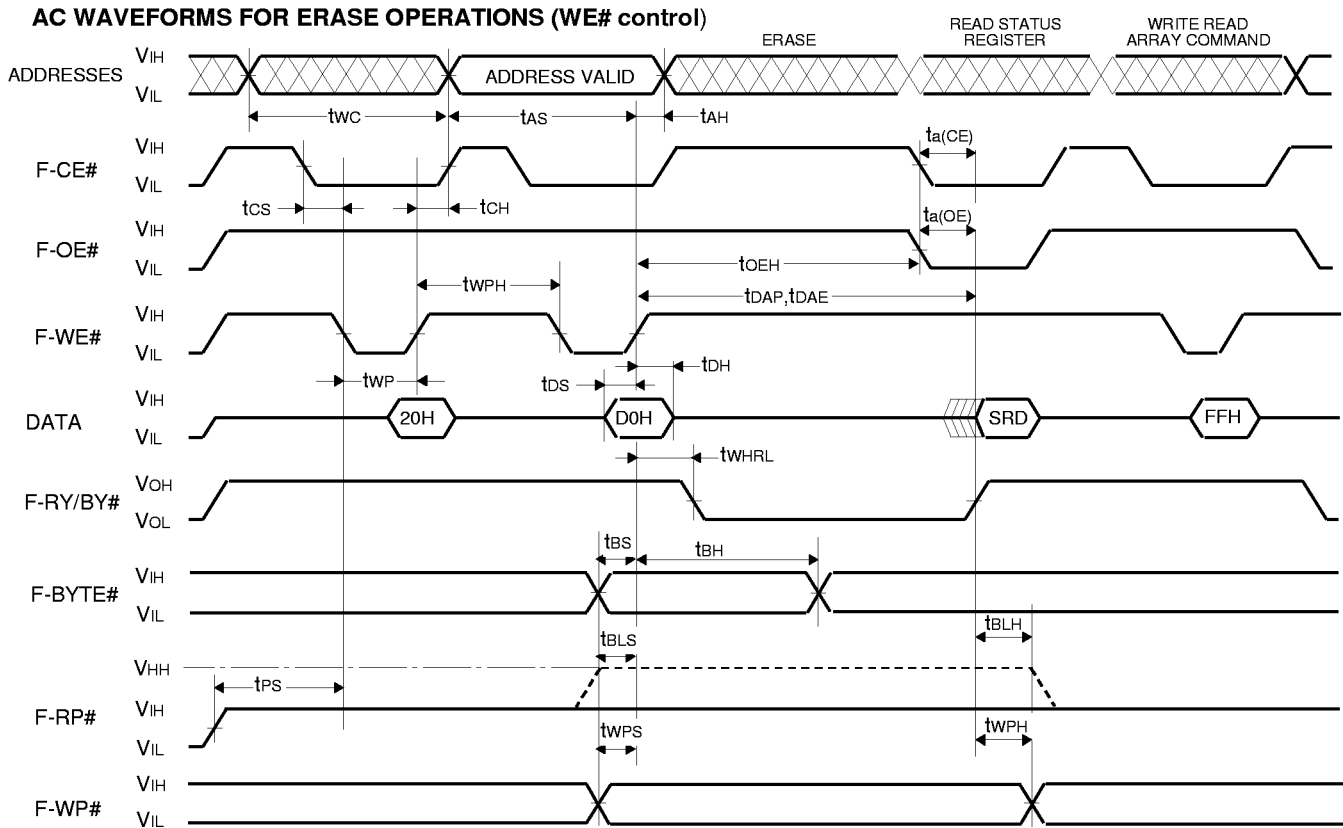 AC WAVEFORMS FOR ERASE OPERATIONS (WE# control)
ERASE
READ STATUS
REGISTER
WRITE READ
ARRAY COMMAND
ADDRESSES
VIH
VIL
ADDRESS VALID
tWC
tAS
tAH
F-CE#
VIH
VIL
ta(CE)
tCS
tCH
F-OE#
VIH
VIL
ta(OE)
tOEH
tWPH
tDAP,tDAE
F-WE#
VIH
VIL
tWP
tDS
tDH
DATA
VIH
VIL
20H
D0H
SRD
FFH
tWHRL
F-RY/BY#
VOH
VOL
tBS
tBH
F-BYTE#
VIH
VIL
tBLS
tBLH
VHH
tPS
F-RP#
VIH
VIL
tWPS
tWPH
F-WP#
VIH
VIL